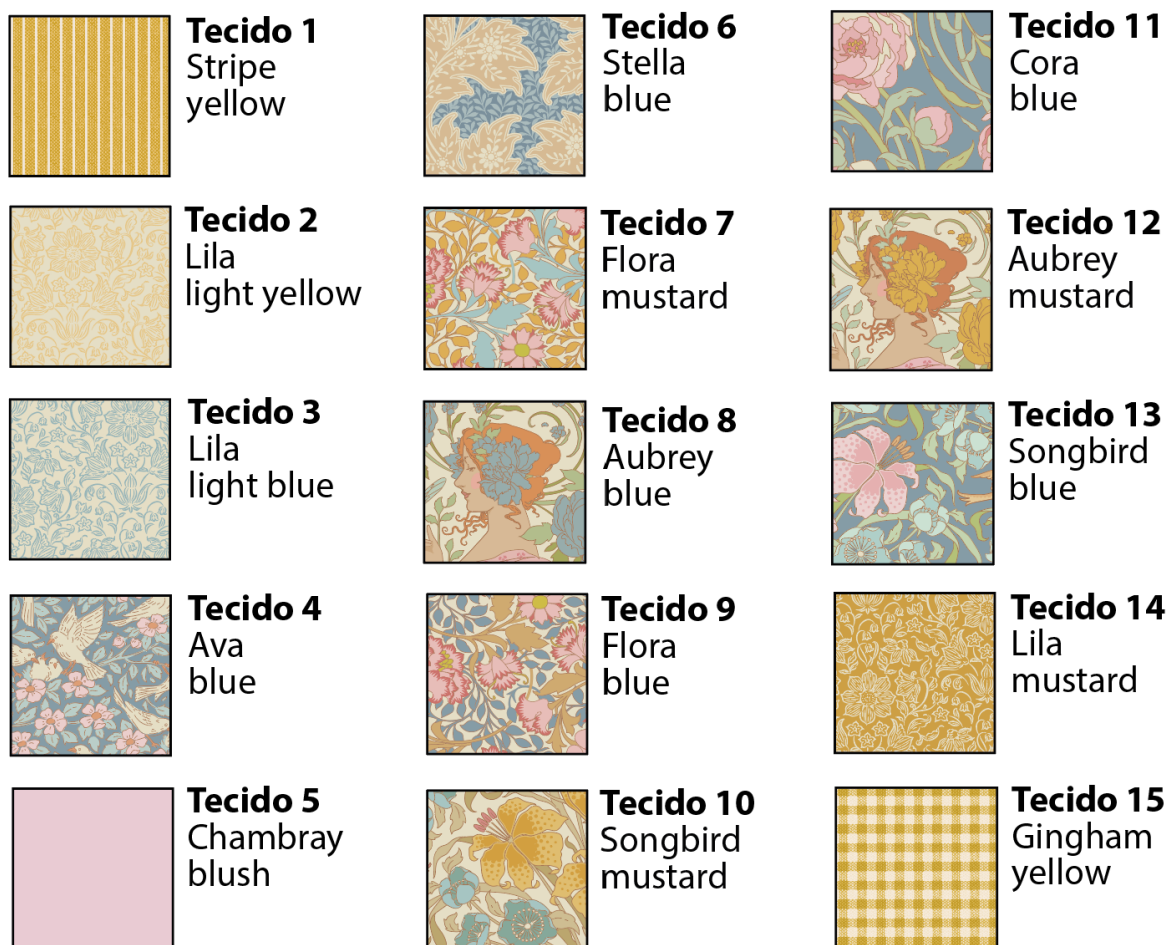 Tecido 1
Stripe
yellow
Tecido 2
Lila
light yellow
Tecido 3
Lila
light blue
Tecido 4
Ava
blue
Tecido 5
Chambray
blush
Tecido 6
Stella
blue
Tecido 7
Flora
mustard
Tecido 8
Aubrey
blue
Tecido 9
Flora
blue
Tecido 10
Songbird
mustard
Tecido 11
Cora
blue
Tecido 12
Aubrey
mustard
Tecido 13
Songbird
blue
Tecido 14
Lila
mustard
Tecido 15
Gingham
yellow